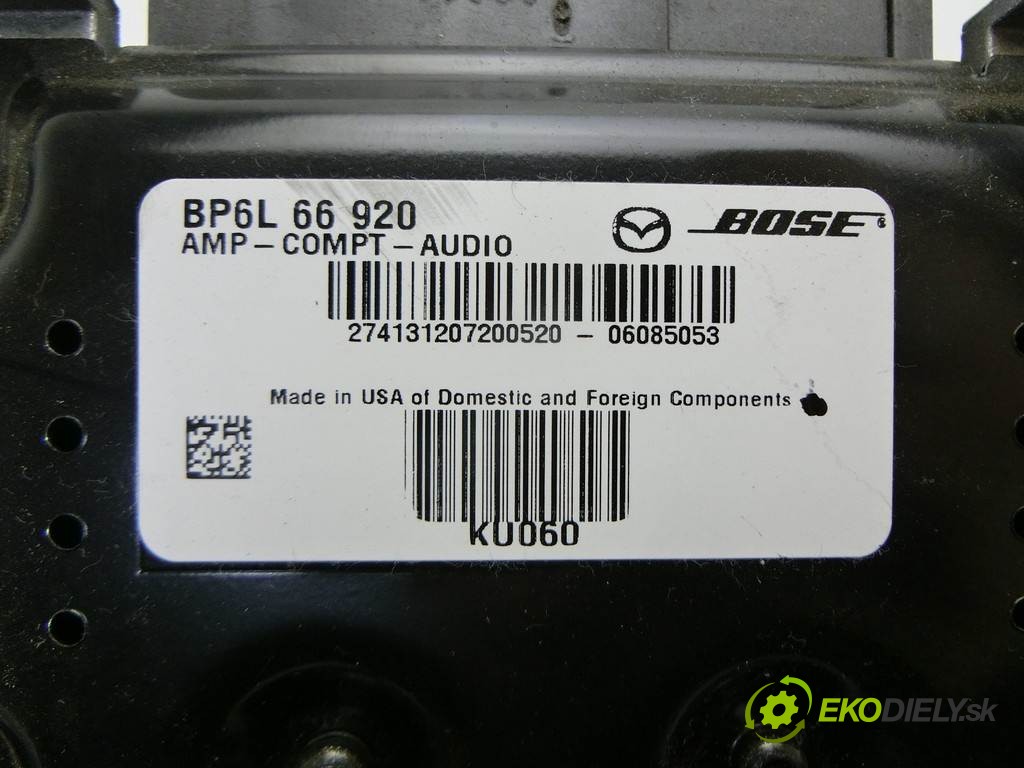 BP6L 66 920
AMP-COMPT-AUDIO
BOSE
274131207200520 - 06085053
Made in USA of Domestic and Foreign Components
KU060
EKODIELY.sk